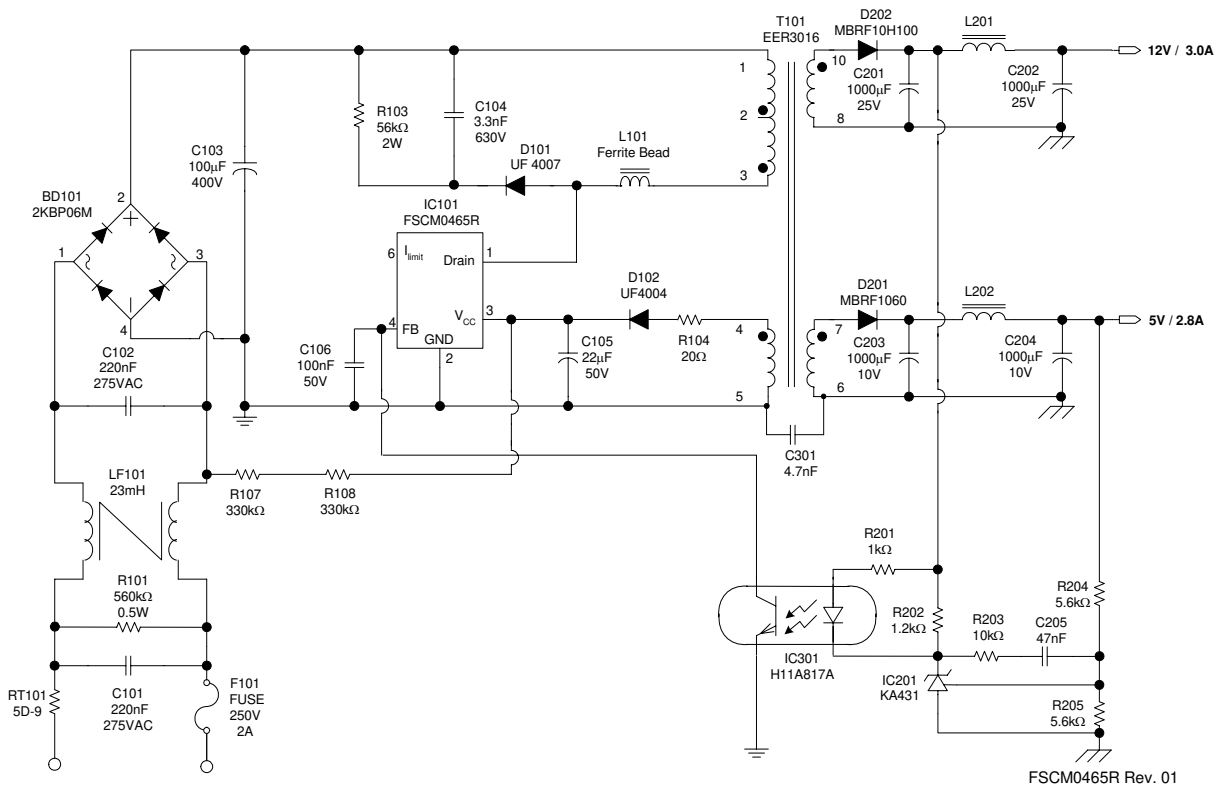 D202
MBRF10H100
T101
EER3016
L201
10
12V / 3.0A
1
C201
1000μF
25V
C202
1000μF
25V
R103
56kΩ
2W
C104
3.3nF
630V
2
8
L101
Ferrite Bead
C103
100μF
400V
D101
UF 4007
3
BD101
2KBP06M
2
IC101
FSCM0465R
1
3
6
Ilimit
Drain
1
D102
UF4004
D201
MBRF1060
L202
4
4
FB
VCC
3
4
7
5V / 2.8A
GND
2
R104
20Ω
C102
220nF
275VAC
C106
100nF
50V
C105
22μF
50V
C203
1000μF
10V
C204
1000μF
10V
5
6
C301
4.7nF
LF101
23mH
R107
330kΩ
R108
330kΩ
R201
1kΩ
R101
560kΩ
0.5W
R204
5.6kΩ
R202
1.2kΩ
R203
10kΩ
C205
47nF
IC301
H11A817A
IC201
KA431
RT101
5D-9
C101
220nF
275VAC
F101
FUSE
250V
2A
R205
5.6kΩ
FSCM0465R Rev. 01